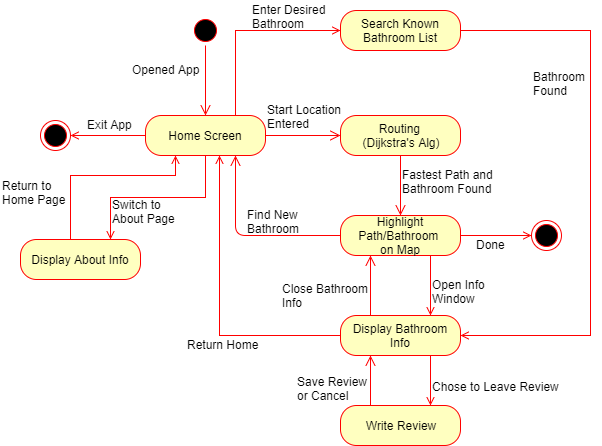 Enter Desired
Bathroom
Search Known
Bathroom List
Opened App
Bathroom
Found
Start Location
Entered
Exit App
Home Screen
Routing
(Dijkstra's Alg)
Fastest Path and
Bathroom Found
Return to
Home Page
Switch to
About Page
Find New
Bathroom
Highlight
Path/Bathroom
on Map
Done
Display About Info
Close Bathroom
Info
Open Info
Window
Display Bathroom
Info
Return Home
Save Review
or Cancel
Chose to Leave Review
Write Review